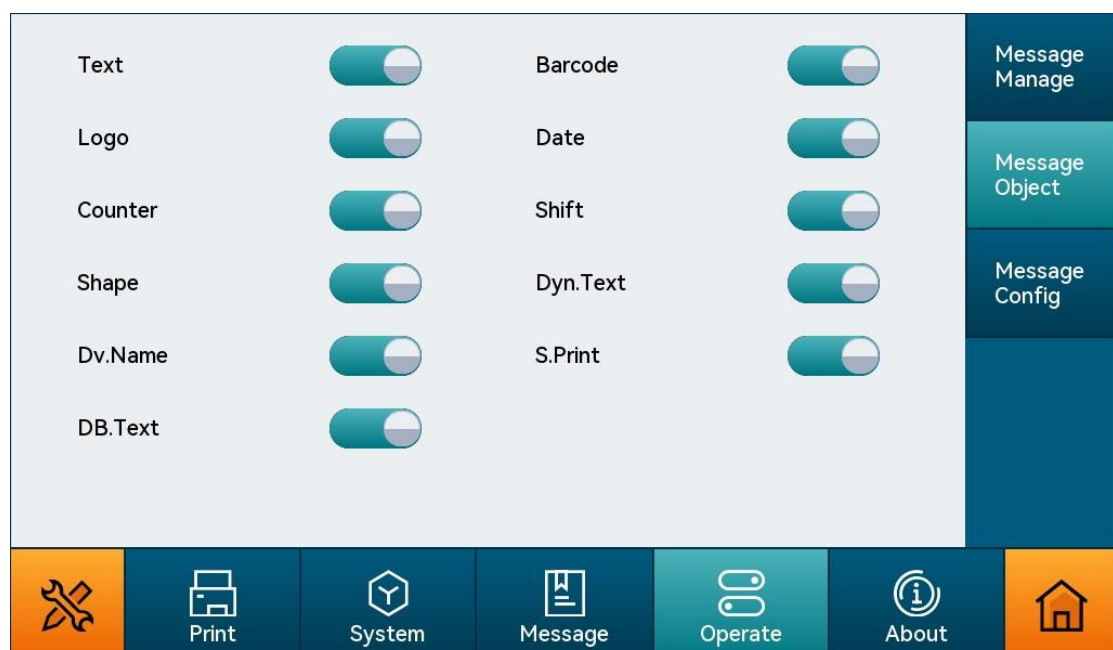 Text
Barcode
Logo
Date
Counter
Shift
Shape
Dyn.Text
Dv.Name
S.Print
DB.Text
Message
Manage
Message
Object
Message
Config
Print
System
Message
Operate
About